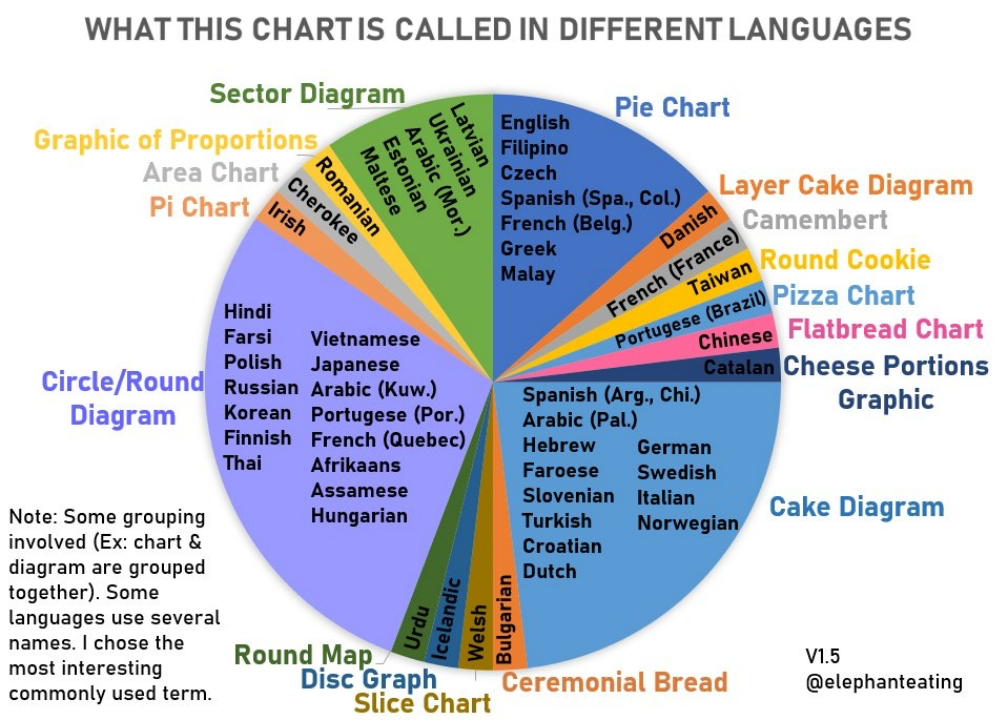 WHAT THIS CHART IS CALLED IN DIFFERENT LANGUAGES
Sector Diagram
Graphic of Proportions
Area Chart
Pi Chart
Circle/Round
Diagram
Pie Chart
Layer Cake Diagram
Camembert
Round Cookie
Pizza Chart
Flatbread Chart
Cheese Portions
Graphic
Cake Diagram
Ceremonial Bread
Slice Chart
Disc Graph
Round Map
English
Filipino
Czech
Spanish (Spa., Col.)
French (Belg.)
Greek
Malay
Danish
French (France)
Taiwan
Portugese (Brazil)
Chinese
Catalan
Spanish (Arg., Chi.)
Arabic (Pal.)
Hebrew
Faroese
Slovenian
Turkish
Croatian
Dutch
German
Swedish
Italian
Norwegian
Bulgarian
Welsh
Icelandic
Urdu
Hindi
Farsi
Polish
Russian
Korean
Finnish
Thai
Vietnamese
Japanese
Arabic (Kuw.)
Portugese (Por.)
French (Quebec)
Afrikaans
Assamese
Hungarian
Irish
Cherokee
Romanian
Maltese
Estonian
Arabic (Mor.)
Ukrainian
Latvian
Note: Some grouping
involved (Ex: chart &
diagram are grouped
together). Some
languages use several
names. I chose the
most interesting
commonly used term.
V1.5
@elephanteating